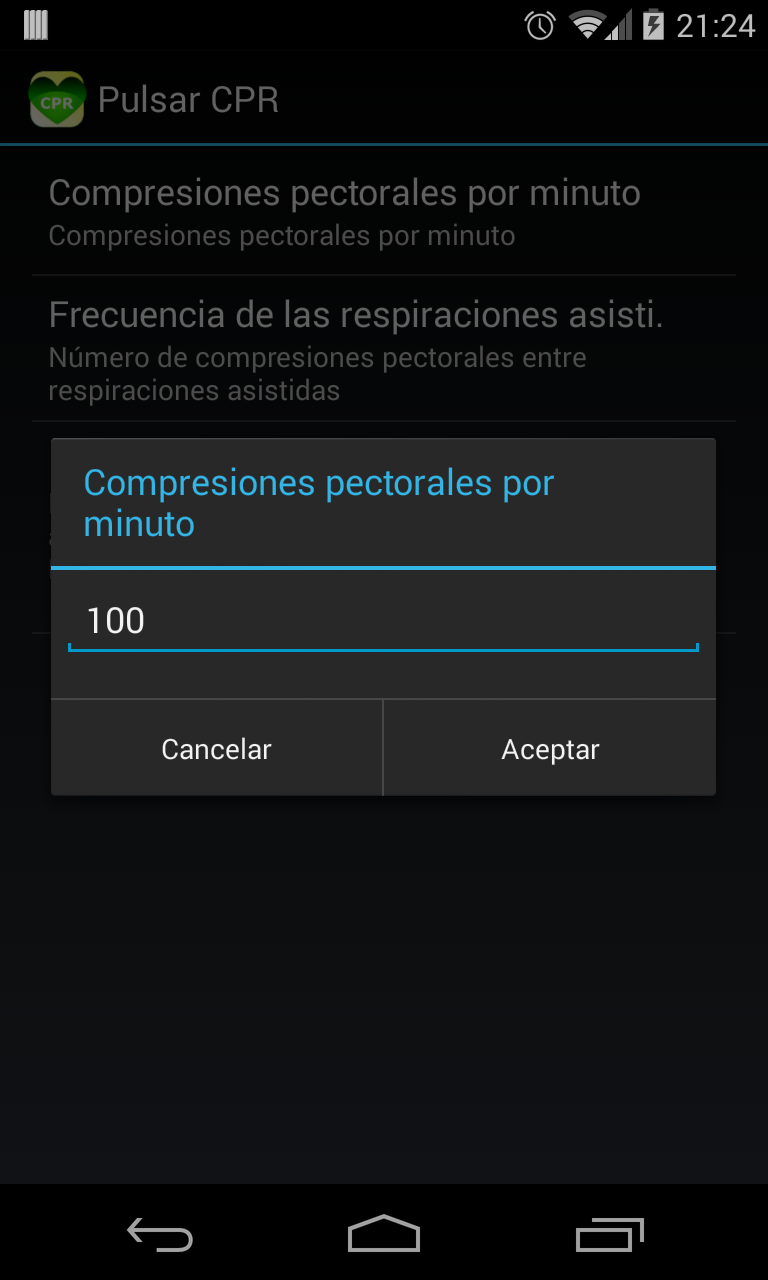 21:24
CPR
Pulsar CPR
Compresiones pectorales por minuto
Compresiones pectorales por minuto
Frecuencia de las respiraciones asisti.
Número de compresiones pectorales entre
respiraciones asistidas
Compresiones pectorales por
minuto
100
Cancelar
Aceptar